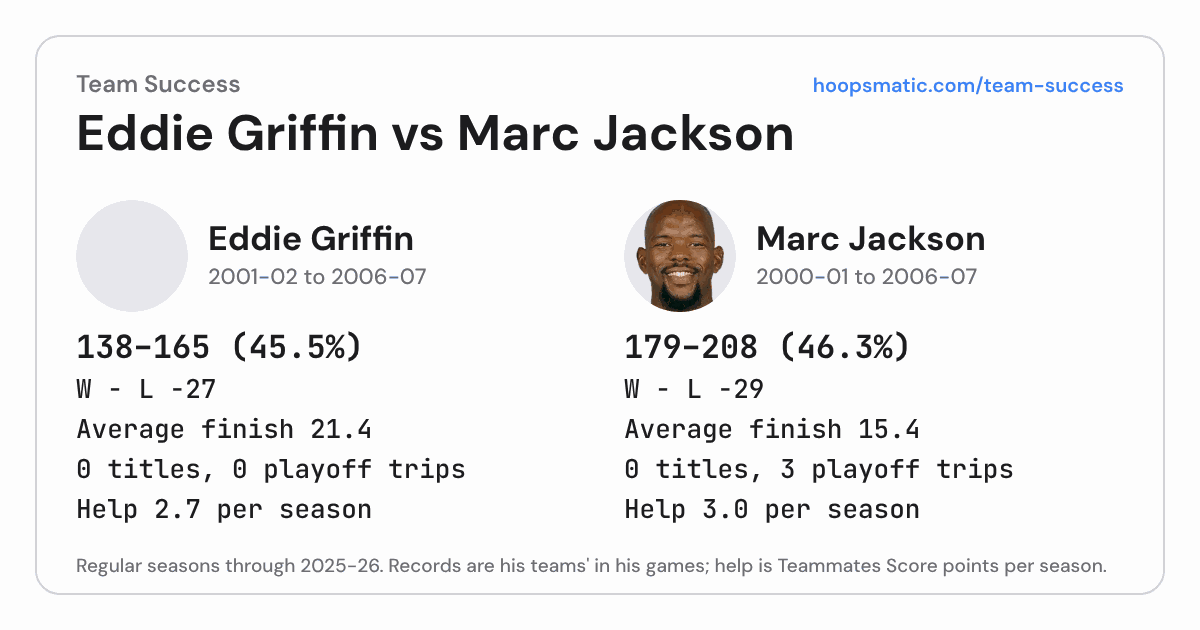 Team Success
hoopsmatic.com/team-success
Eddie Griffin vs Marc Jackson
Eddie Griffin
2001-02 to 2006-07
138-165 (45.5%)
W - L -27
Average finish 21.4
0 titles, 0 playoff trips
Help 2.7 per season
Marc Jackson
2000-01 to 2006-07
179-208 (46.3%)
W - L -29
Average finish 15.4
0 titles, 3 playoff trips
Help 3.0 per season
Regular seasons through 2025-26. Records are his teams' in his games; help is Teammates Score points per season.